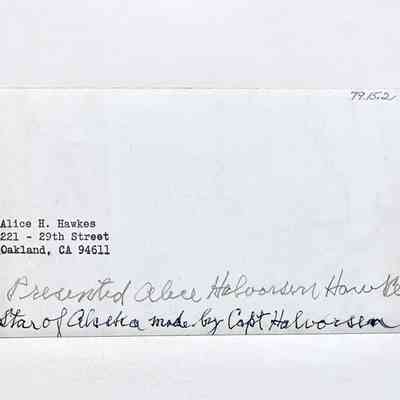 79.15.2
Alice H. Hawkes
221 - 29th Street
Oakland, CA 94611
Presented Alice Halvorsen Hawkes
Star of Alaska made by Capt Halvorsen